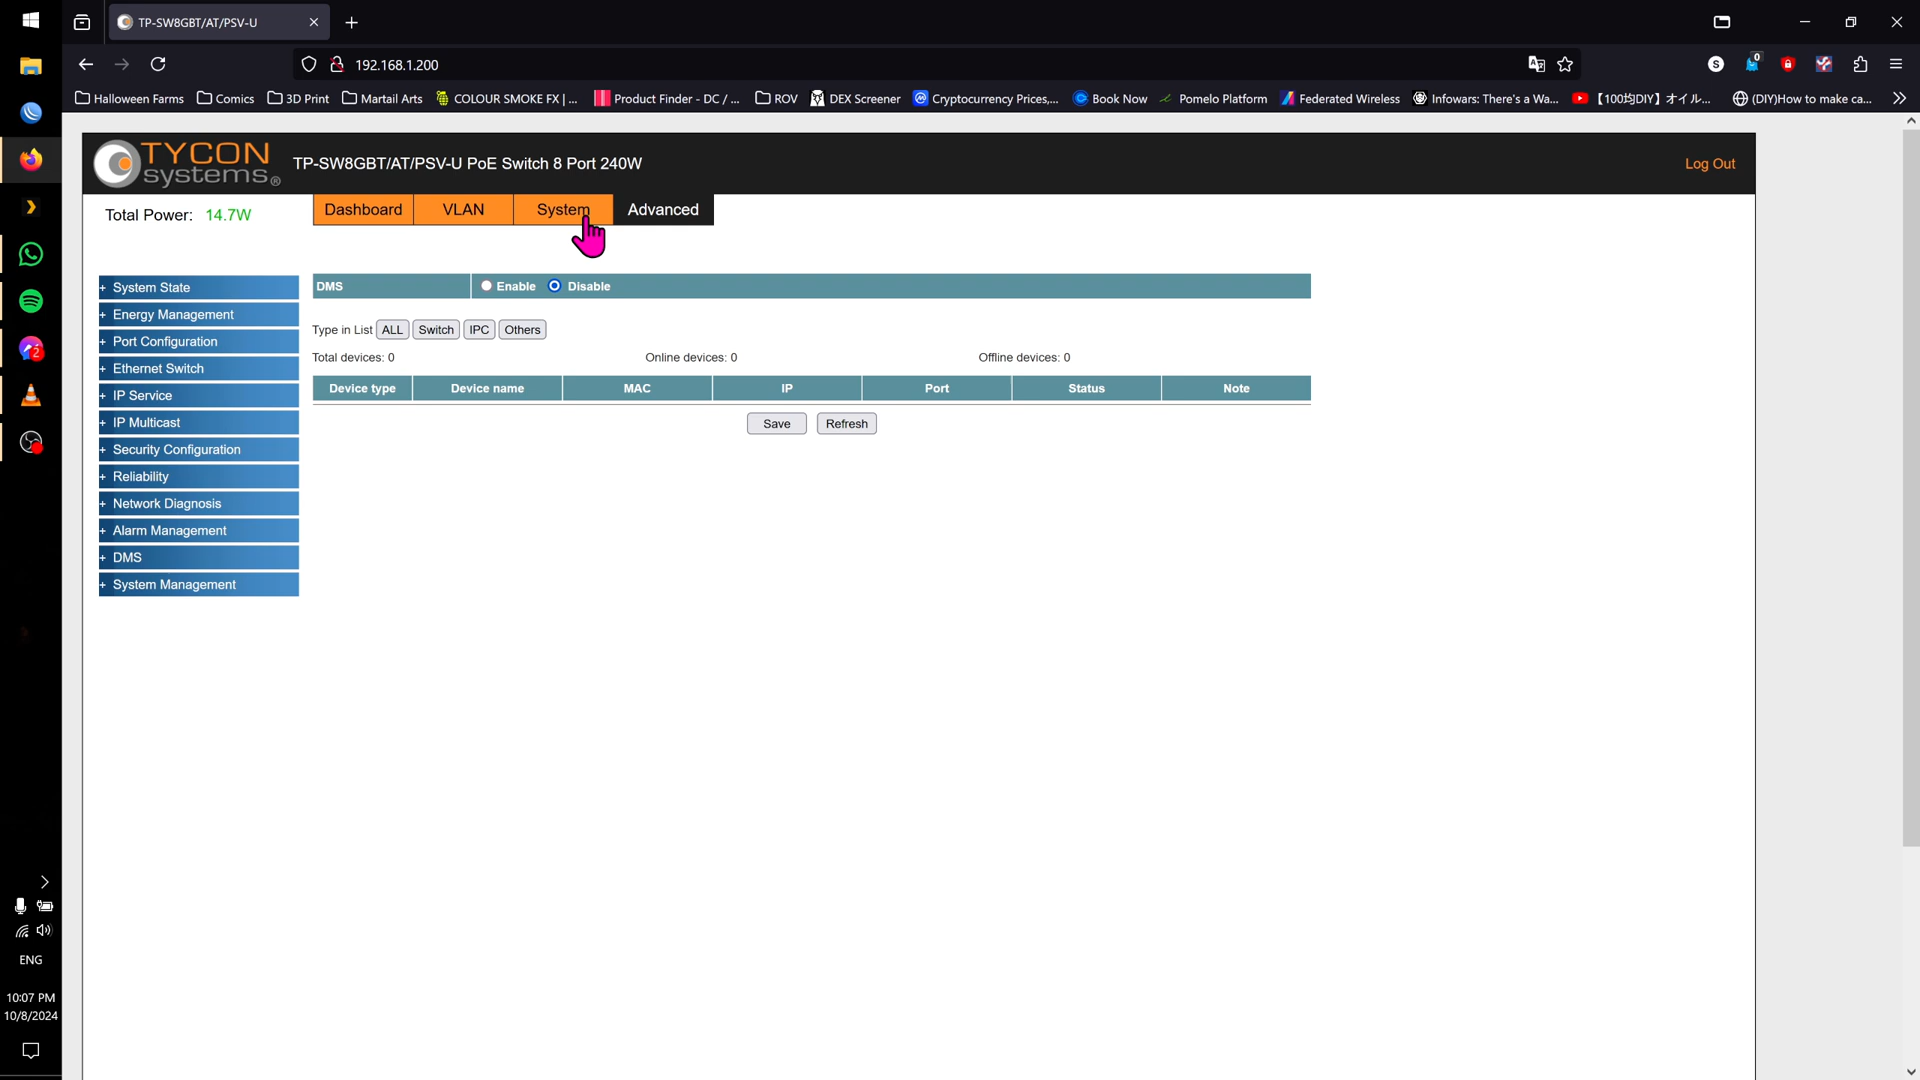 TP-SW8GBT/AT/PSV-U
192.168.1.200
Halloween Farms
Comics
3D Print
Martail Arts
COLOUR SMOKE FX | ...
Product Finder - DC / ...
ROV
DEX Screener
Cryptocurrency Prices,...
Book Now
Pomelo Platform
Federated Wireless
Infowars: There's a Wa...
【100均DIY】オイル...
(DIY)How to make ca...
S
0
TYCON
systems®
TP-SW8GBT/AT/PSV-U PoE Switch 8 Port 240W
Log Out
Total Power: 14.7W
Dashboard
VLAN
System
Advanced
+ System State
+ Energy Management
+ Port Configuration
+ Ethernet Switch
+ IP Service
+ IP Multicast
+ Security Configuration
+ Reliability
+ Network Diagnosis
+ Alarm Management
+ DMS
+ System Management
DMS
Enable
Disable
Type in List ALL Switch IPC Others
Total devices: 0
Online devices: 0
Offline devices: 0
Device type
Device name
MAC
IP
Port
Status
Note
Save
Refresh
2
ENG
10:07 PM
10/8/2024